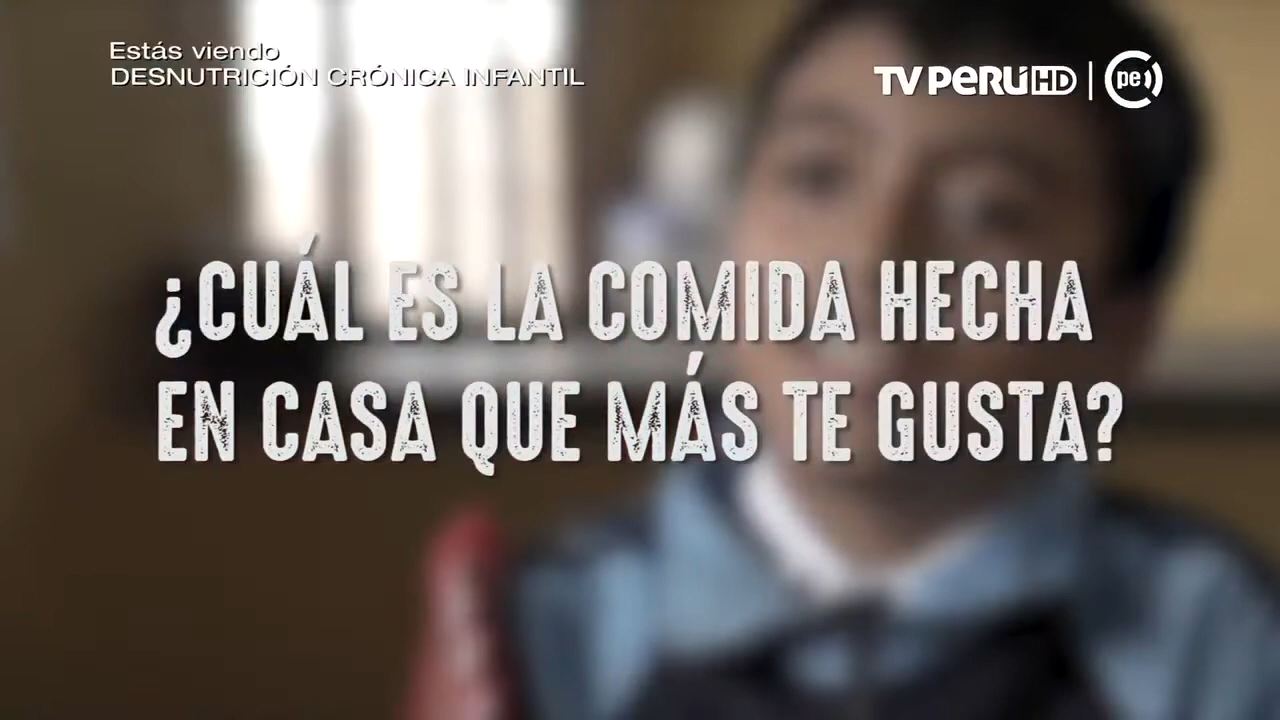 Estás viendo
DESNUTRICIÓN CRÓNICA INFANTIL
TV PERÚ HD | pe
¿CUÁL ES LA COMIDA HECHA
EN CASA QUE MÁS TE GUSTA?